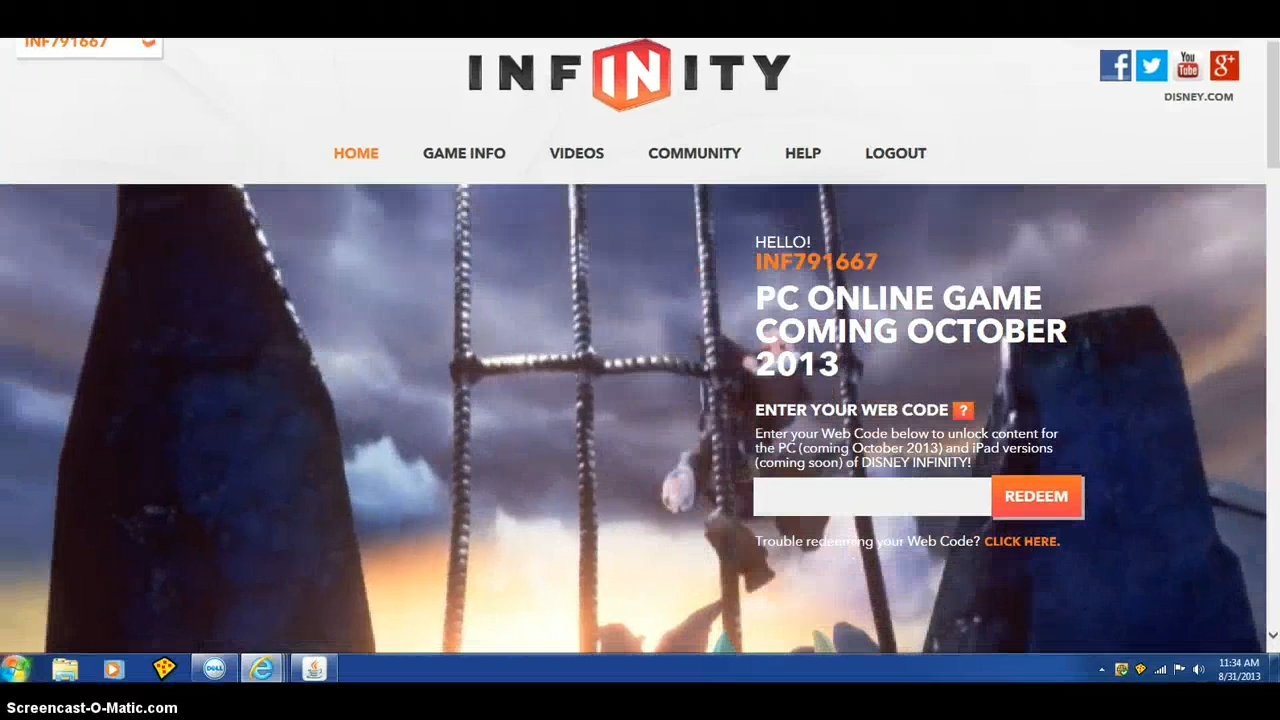 INF791667
INFINITY
f
You Tube
g+
DISNEY.COM
HOME GAME INFO VIDEOS COMMUNITY HELP LOGOUT
HELLO!
INF791667
PC ONLINE GAME
COMING OCTOBER
2013
ENTER YOUR WEB CODE ?
Enter your Web Code below to unlock content for
the PC (coming October 2013) and iPad versions
(coming soon) of DISNEY INFINITY!
REDEEM
Trouble redeeming your Web Code? CLICK HERE.
DELL
11:34 AM
8/31/2013
Screencast-O-Matic.com